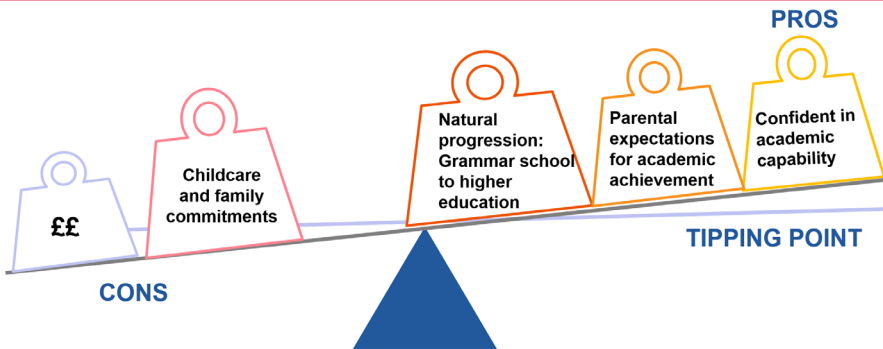 PROS
££
Childcare
and family
commitments
Natural
progression:
Grammar school
to higher
education
Parental
expectations
for academic
achievement
Confident in
academic
capability
CONS
TIPPING POINT